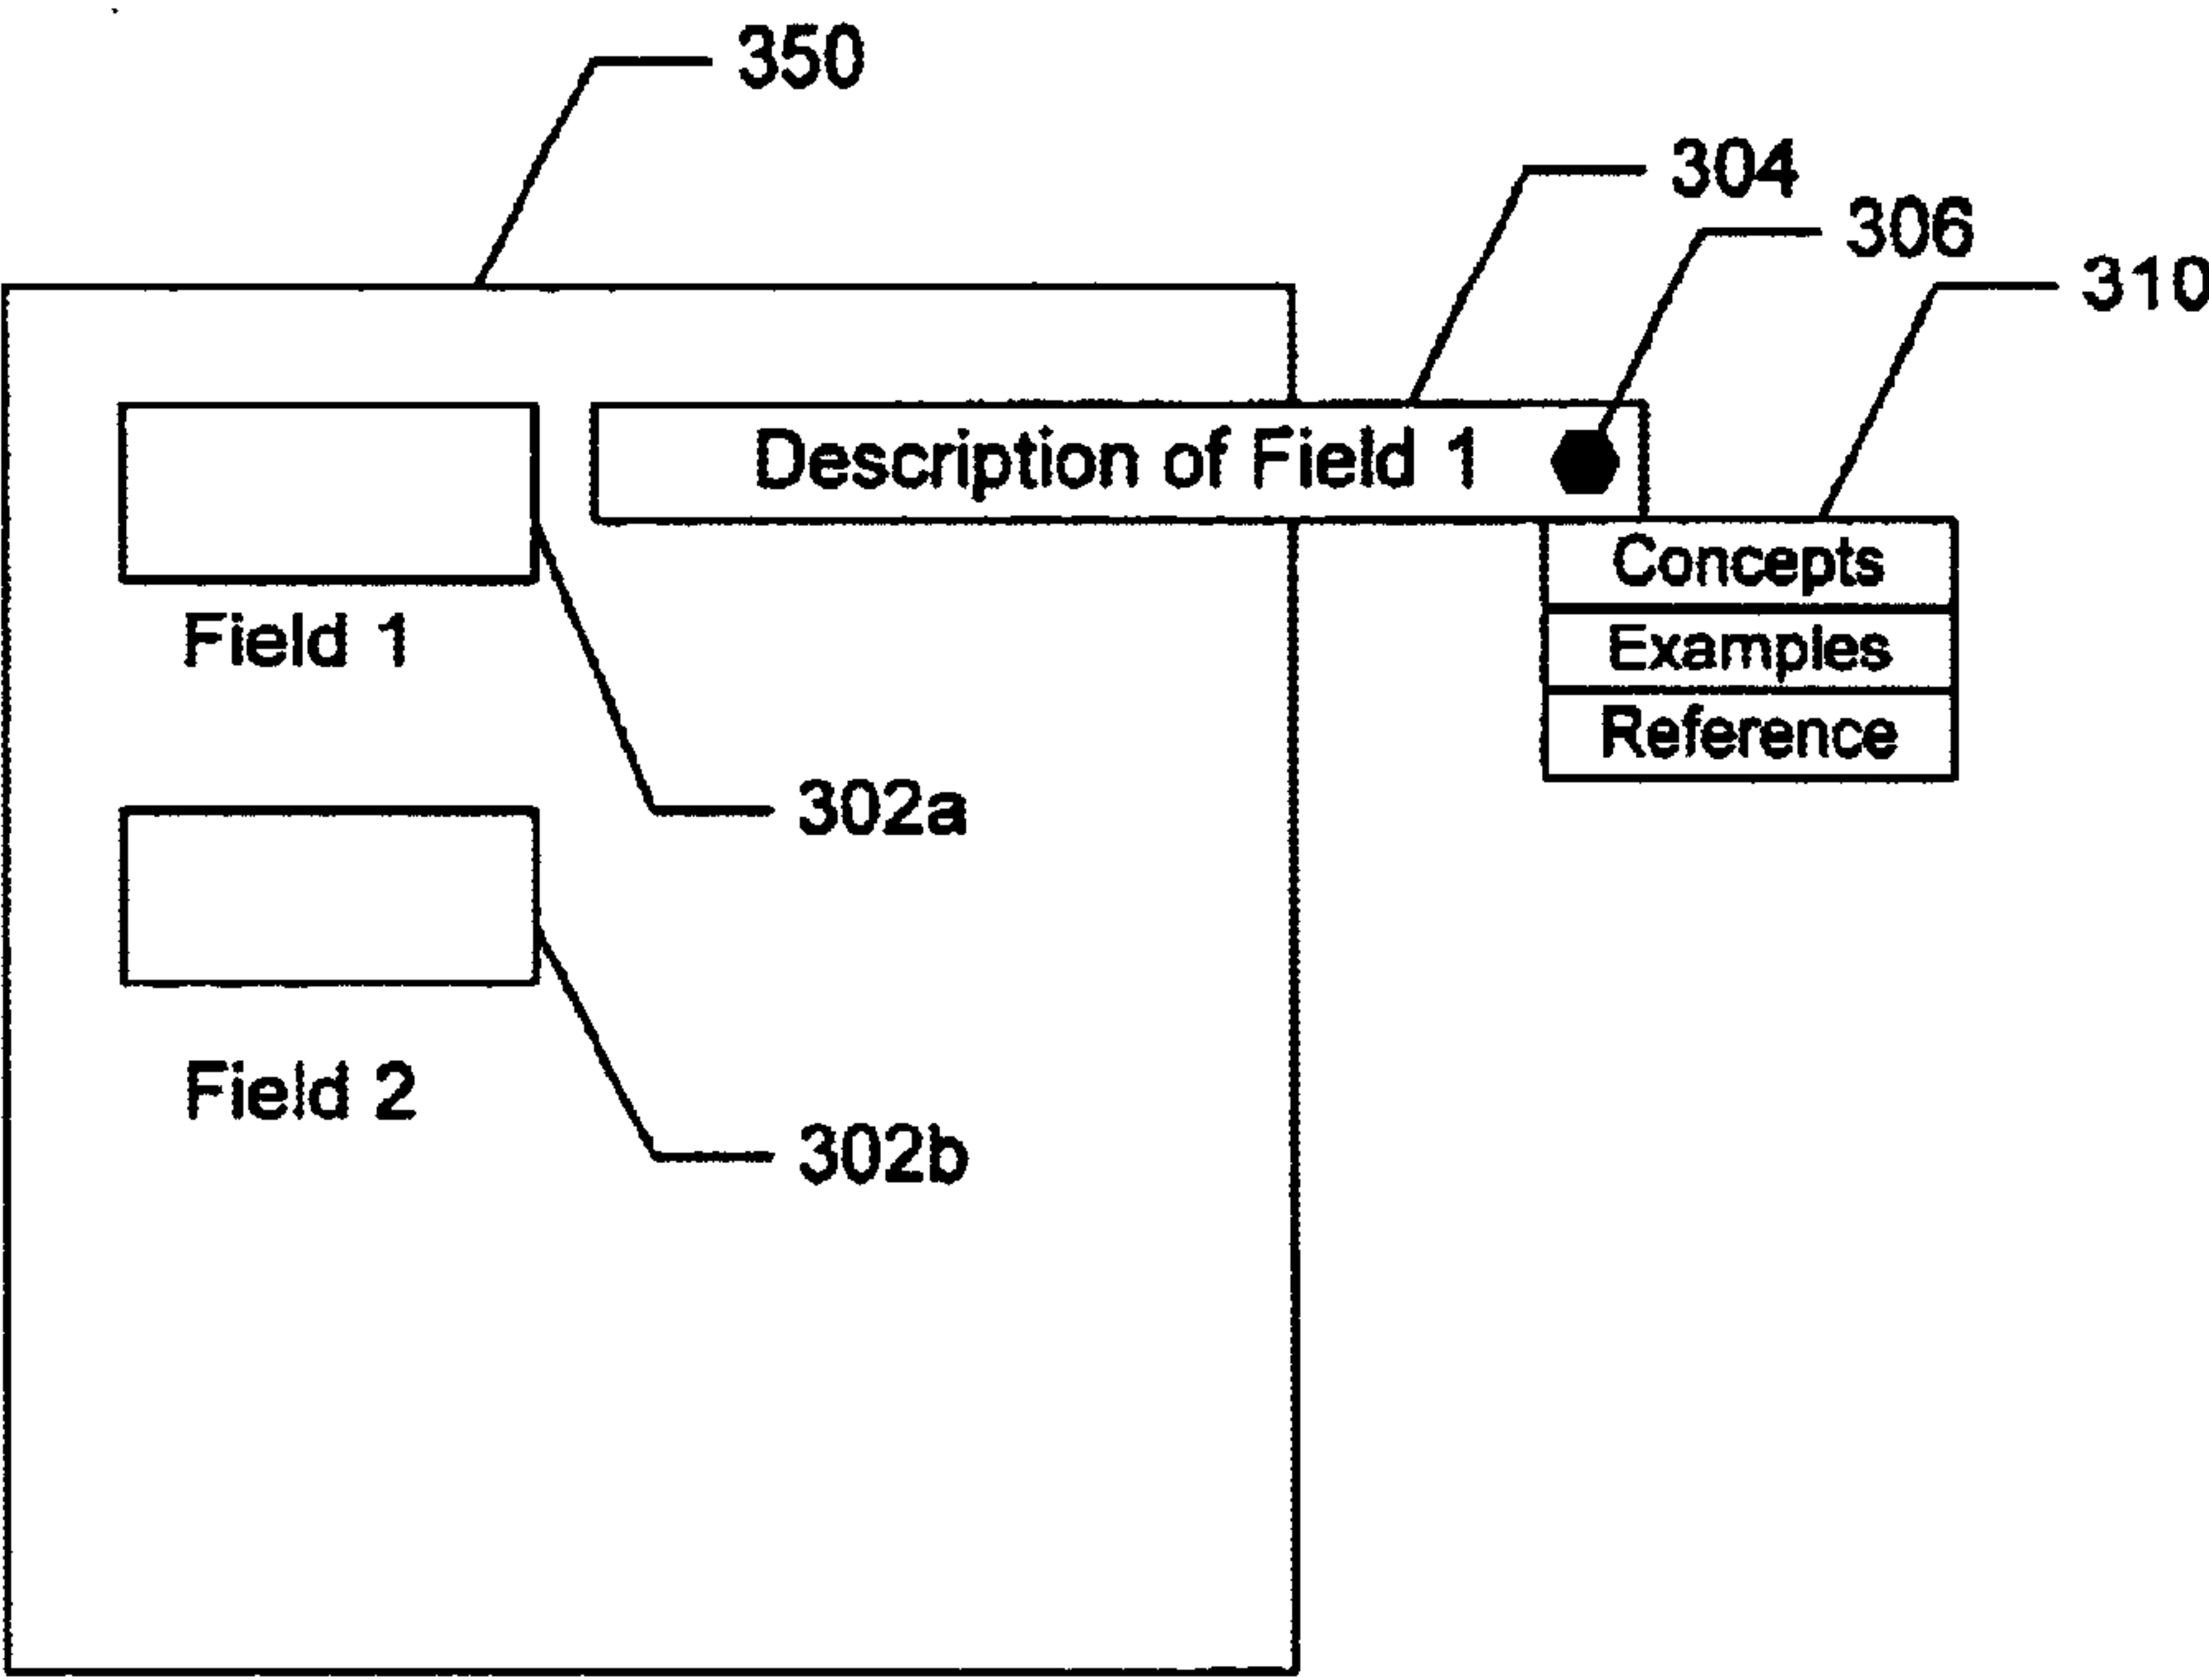 350
304
306
310
Description of Field 1
Concepts
Field 1
Examples
Reference
302a
Field 2
302b